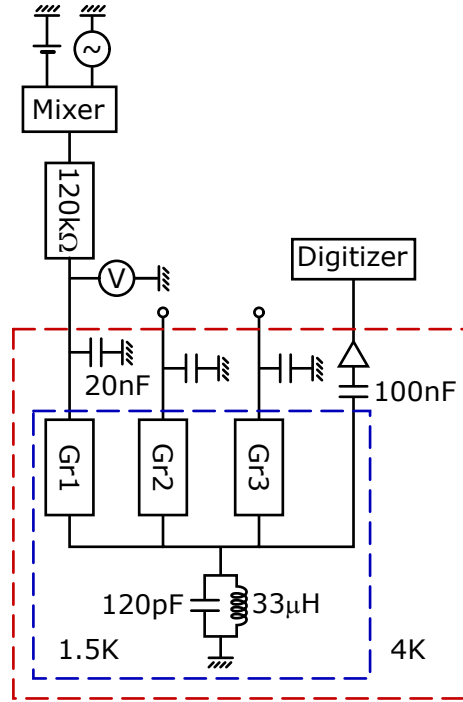 ~
Mixer
120kΩ
V
Digitizer
20nF
100nF
Gr1
Gr2
Gr3
120pF
33μH
1.5K
4K